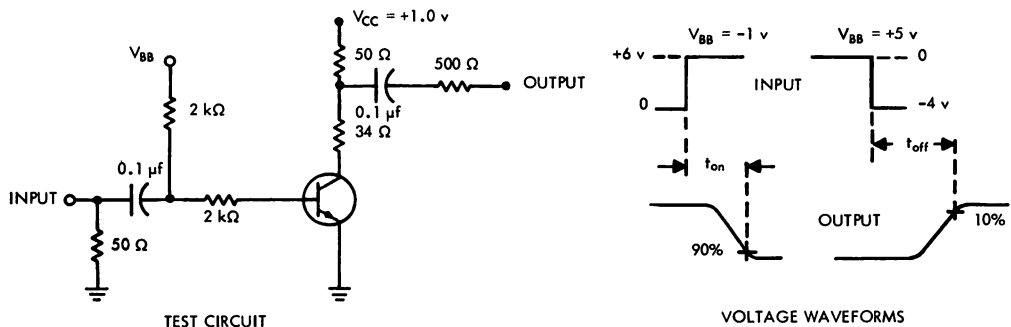 V_CC = +1.0 v
V_BB
50 Ω
500 Ω
OUTPUT
2 kΩ
0.1 μf
34 Ω
0.1 μf
INPUT
2 kΩ
50 Ω
TEST CIRCUIT
V_BB = −1 v
V_BB = +5 v
+6 v
0
INPUT
0
−4 v
t_on
t_off
OUTPUT
90%
10%
VOLTAGE WAVEFORMS